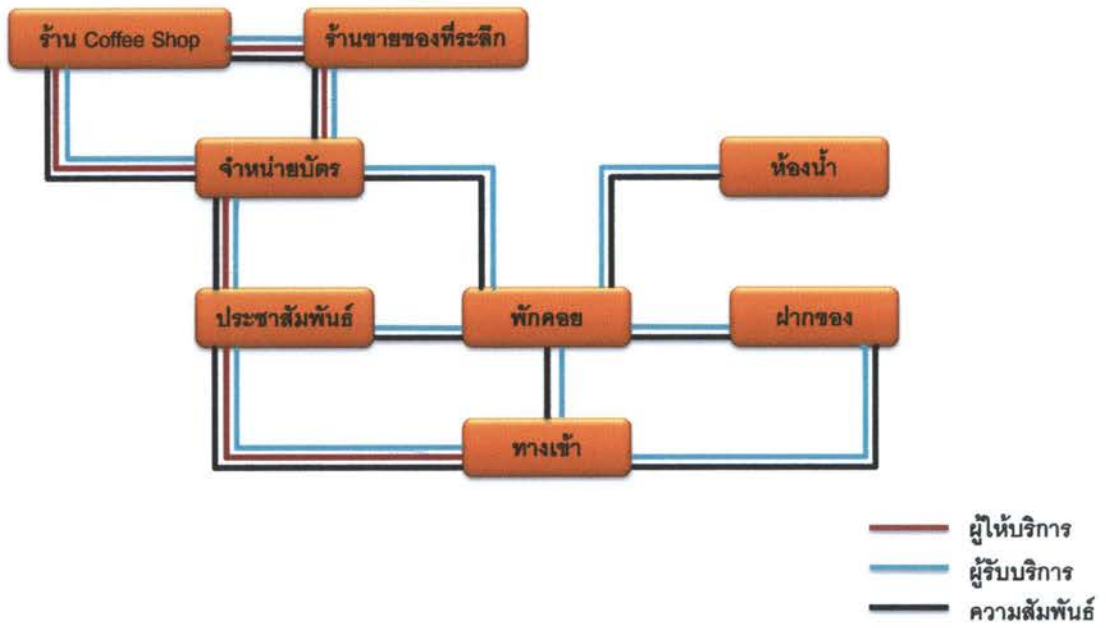 ร้าน Coffee Shop
ร้านขายของที่ระลึก
จำหน่ายบัตร
ห้องน้ำ
ประชาสัมพันธ์
พักคอย
ฝากของ
ทางเข้า
ผู้ให้บริการ
ผู้รับบริการ
ความสัมพันธ์